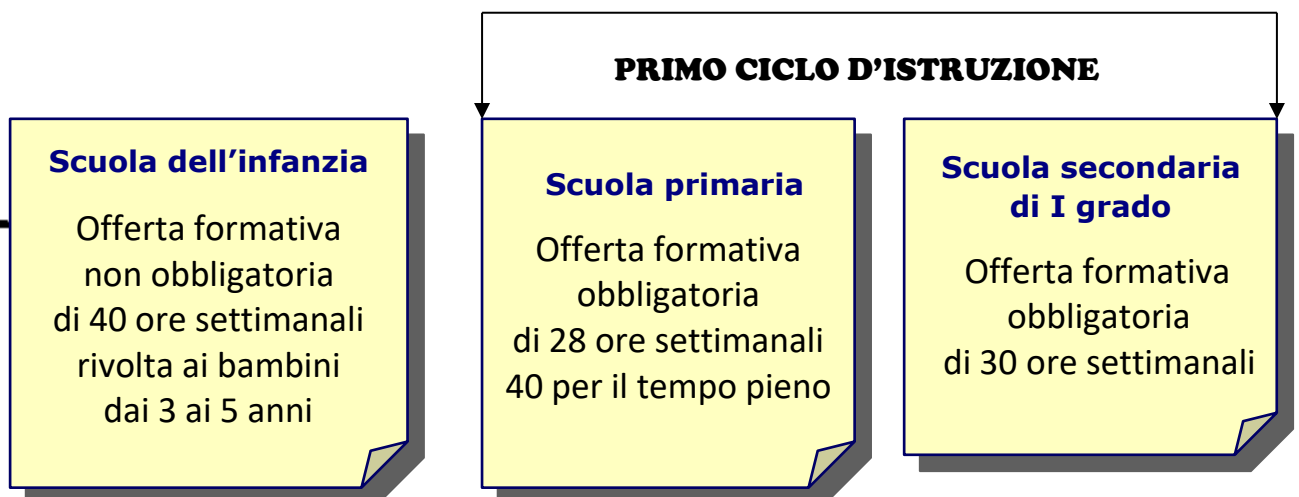 PRIMO CICLO D’ISTRUZIONE
Scuola dell’infanzia
Offerta formativa
non obbligatoria
di 40 ore settimanali
rivolta ai bambini
dai 3 ai 5 anni
Scuola primaria
Offerta formativa
obbligatoria
di 28 ore settimanali
40 per il tempo pieno
Scuola secondaria
di I grado
Offerta formativa
obbligatoria
di 30 ore settimanali